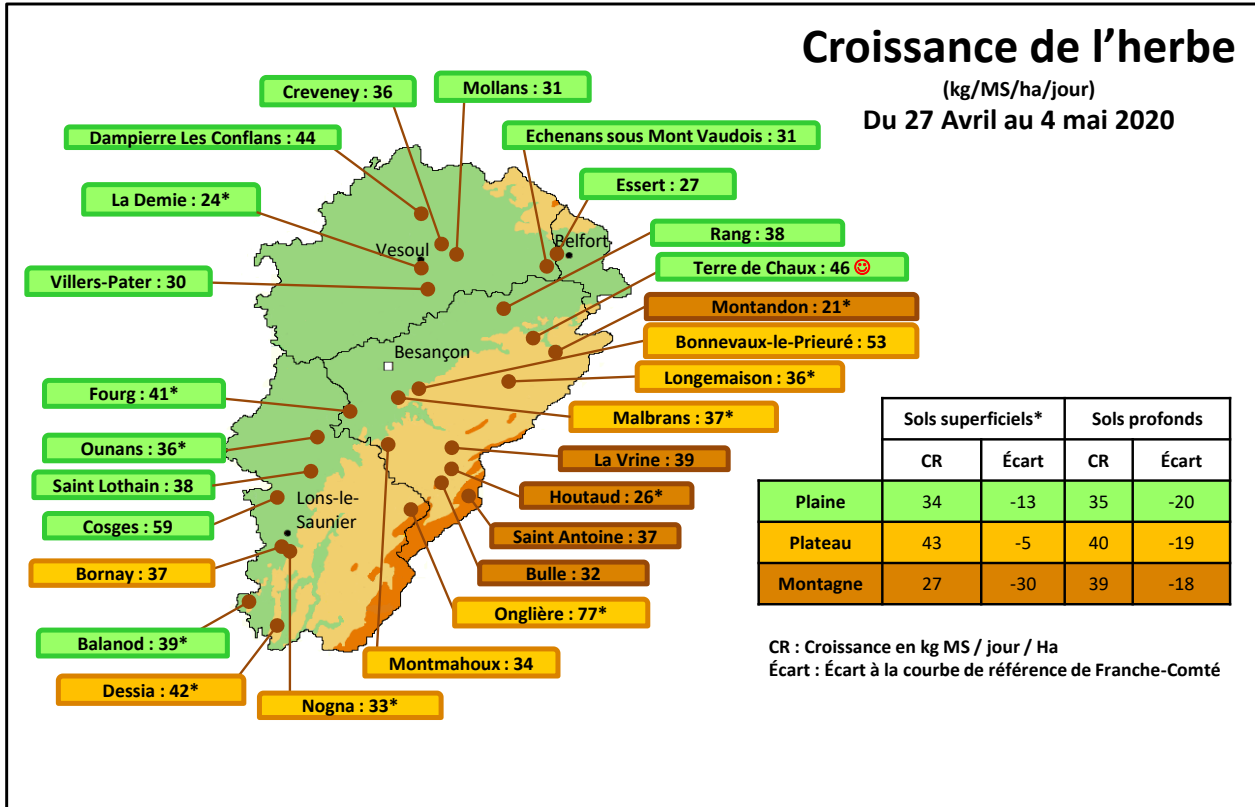 Croissance de l’herbe
(kg/MS/ha/jour)
Du 27 Avril au 4 mai 2020
Creveney : 36
Mollans : 31
Dampierre Les Conflans : 44
Echenans sous Mont Vaudois : 31
La Demie : 24*
Essert : 27
Vesoul
Belfort
Rang : 38
Villers-Pater : 30
Terre de Chaux : 46
Montandon : 21*
Bonnevaux-le-Prieuré : 53
Besançon
Longemaison : 36*
Fourg : 41*
Malbrans : 37*
Ounans : 36*
La Vrine : 39
Saint Lothain : 38
Houtaud : 26*
Cosges : 59
Lons-le-
Saunier
Saint Antoine : 37
Bornay : 37
Bulle : 32
Onglière : 77*
Balanod : 39*
Montmahoux : 34
Dessia : 42*
Nogna : 33*
Sols superficiels* Sols profonds
CR Écart CR Écart
Plaine 34 -13 35 -20
Plateau 43 -5 40 -19
Montagne 27 -30 39 -18
CR : Croissance en kg MS / jour / Ha
Écart : Écart à la courbe de référence de Franche-Comté